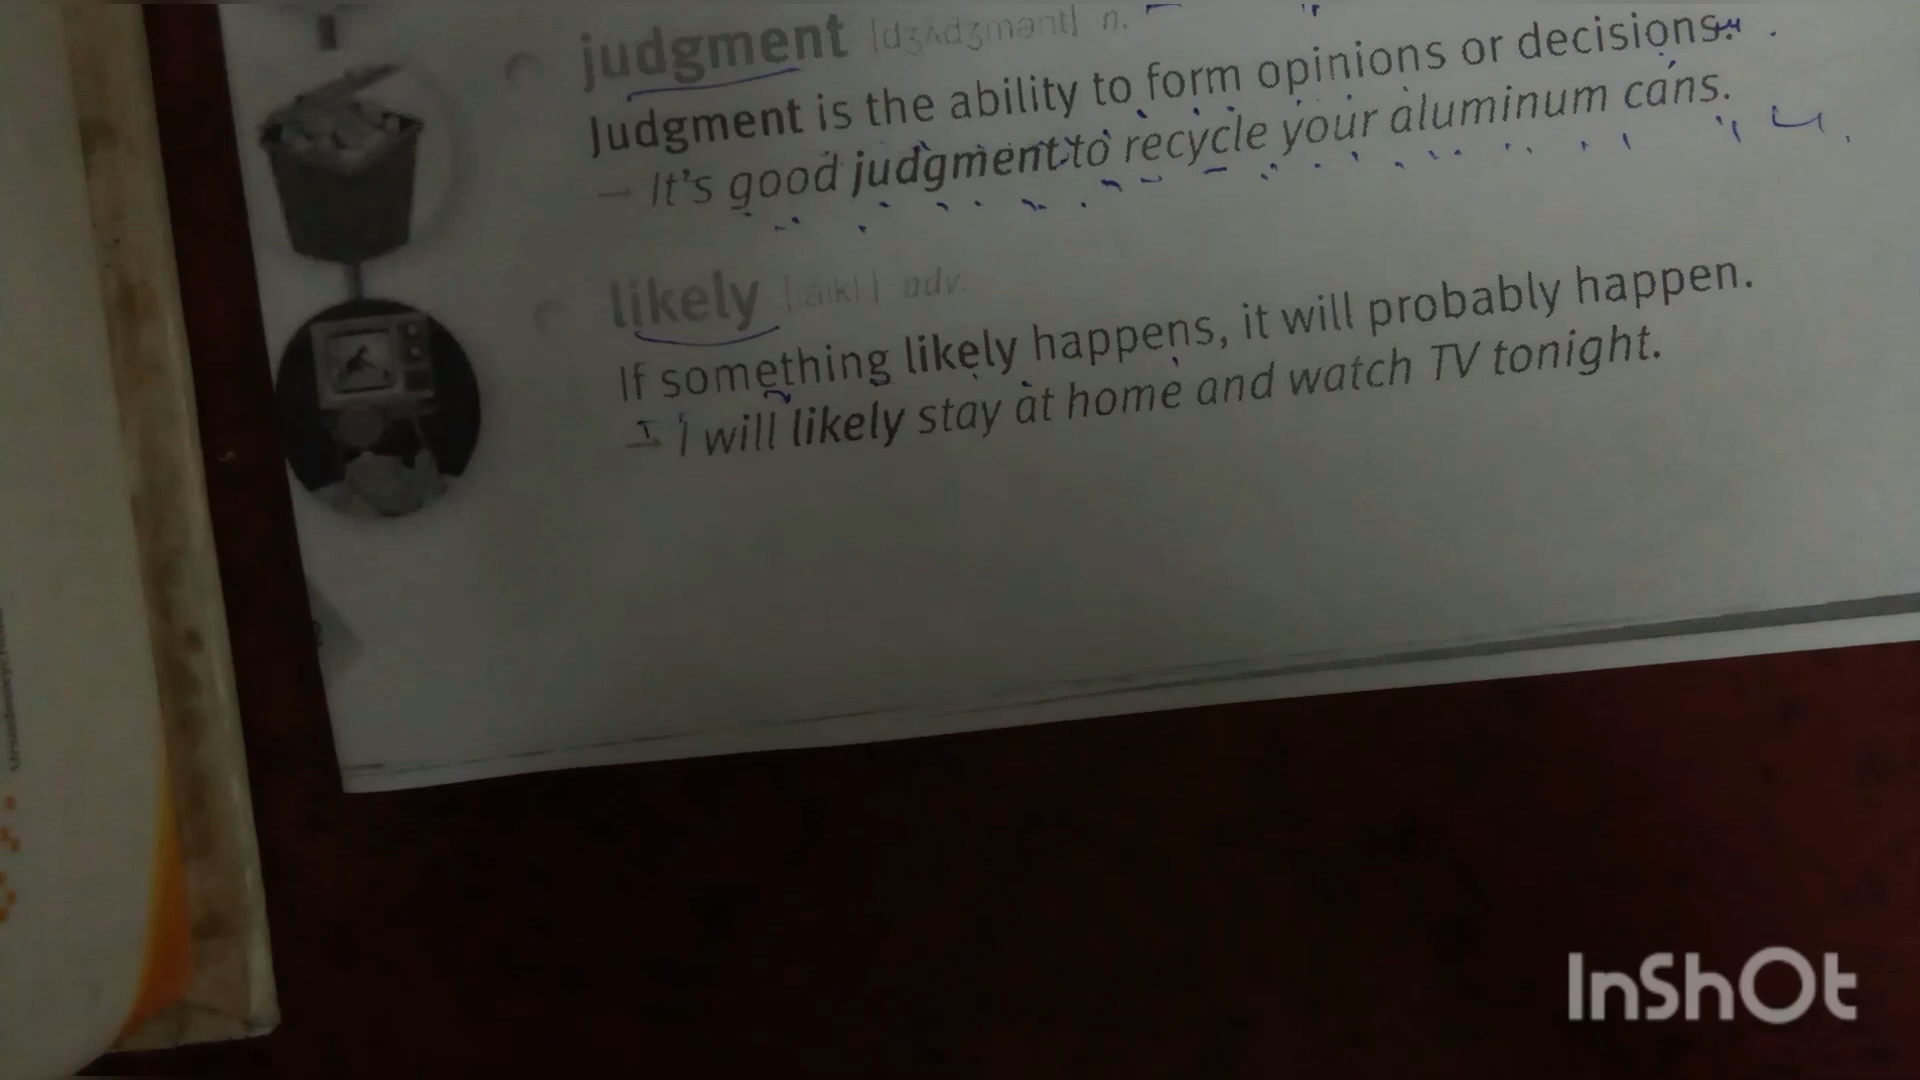 judgment [dʒʌdʒmənt] n.
Judgment is the ability to form opinions or decisions.
→ It's good judgment to recycle your aluminum cans.
likely adv.
If something likely happens, it will probably happen.
→ I will likely stay at home and watch TV tonight.
InShOt